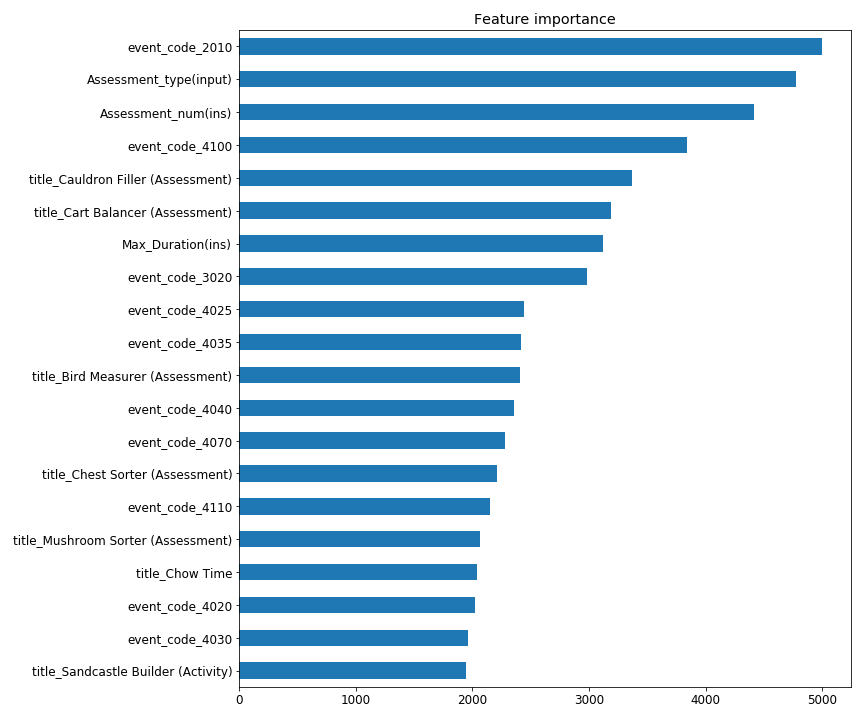 Feature importance
event_code_2010
Assessment_type(input)
Assessment_num(ins)
event_code_4100
title_Cauldron Filler (Assessment)
title_Cart Balancer (Assessment)
Max_Duration(ins)
event_code_3020
event_code_4025
event_code_4035
title_Bird Measurer (Assessment)
event_code_4040
event_code_4070
title_Chest Sorter (Assessment)
event_code_4110
title_Mushroom Sorter (Assessment)
title_Chow Time
event_code_4020
event_code_4030
title_Sandcastle Builder (Activity)
0 1000 2000 3000 4000 5000